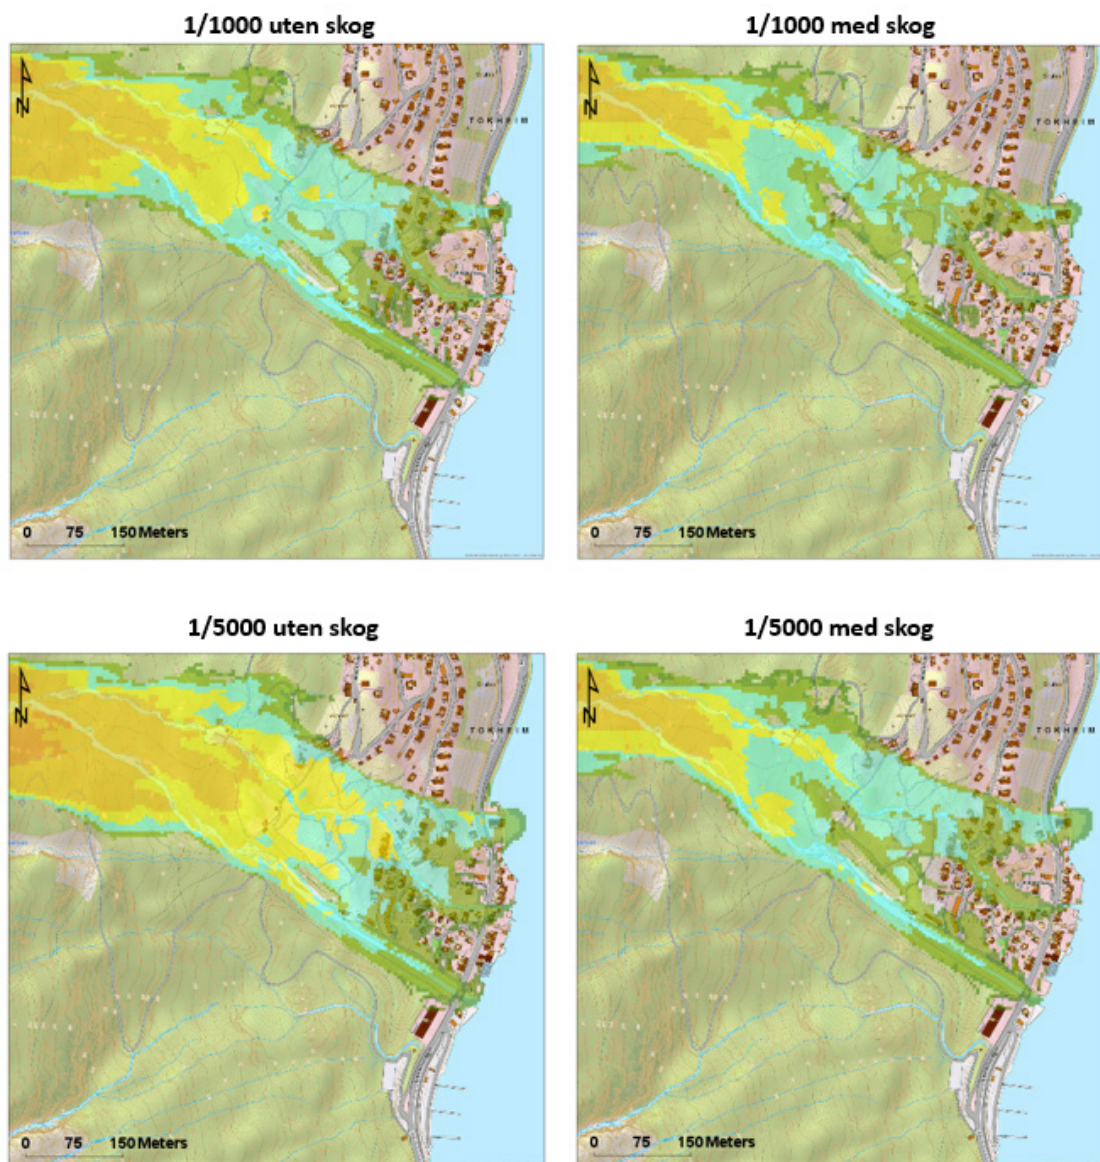 1/1000 uten skog
1/1000 med skog
TOKHEIM
TOKHEIM
0 75 150 Meters
0 75 150 Meters
1/5000 uten skog
1/5000 med skog
TOKHEIM
TOKHEIM
0 75 150 Meters
0 75 150 Meters